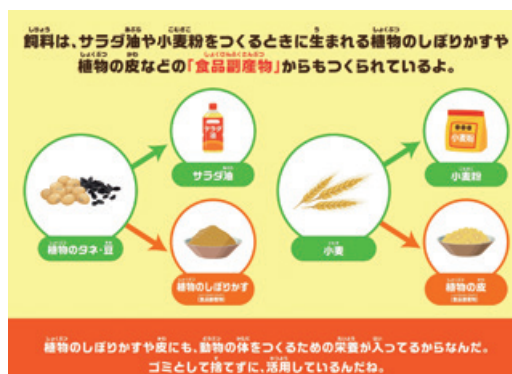 飼料は、サラダ油や小麦粉をつくるときに生まれる植物のしぼりかすや
植物の皮などの「食品副産物」からもつくられているよ。
サラダ油
サラダ油
植物のタネ・豆
植物のしぼりかす
(食品副産物)
小麦粉
小麦粉
小麦
植物の皮
(食品副産物)
植物のしぼりかすや皮にも、動物の体をつくるための栄養が入ってるからなんだ。
ゴミとして捨てずに、活用しているんだね。